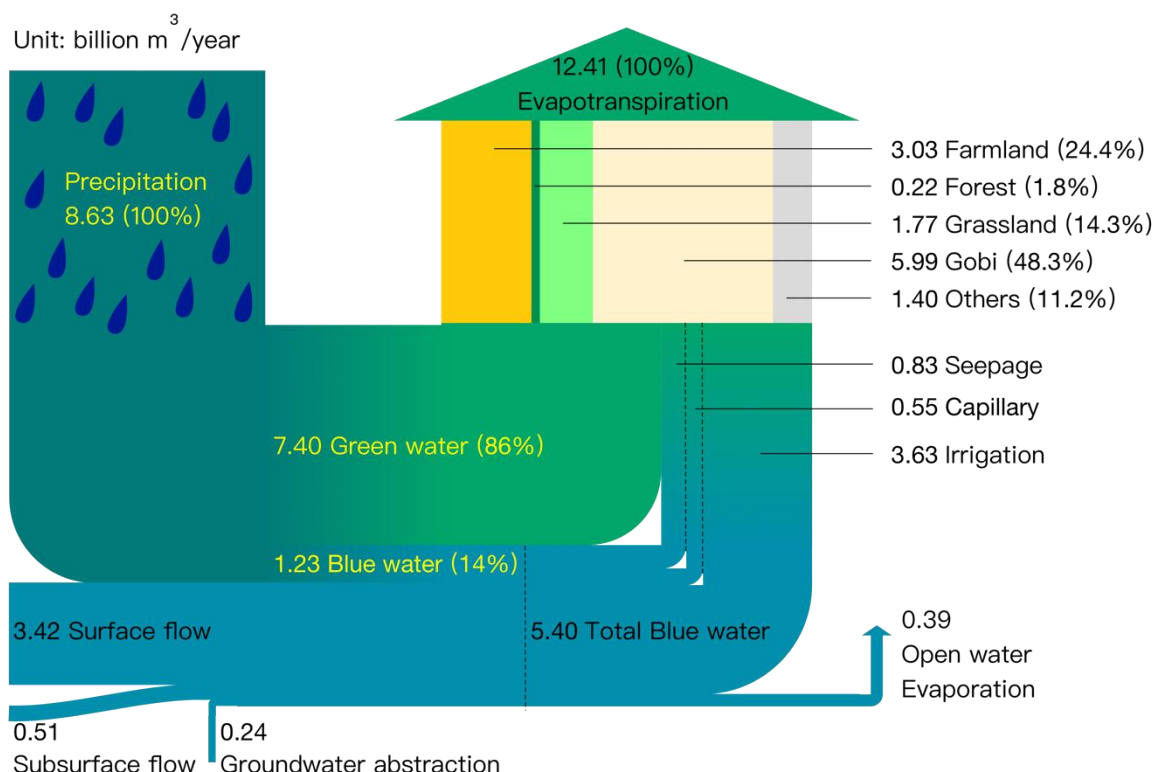 Unit: billion m³/year
12.41 (100%)
Evapotranspiration
Precipitation
8.63 (100%)
3.03 Farmland (24.4%)
0.22 Forest (1.8%)
1.77 Grassland (14.3%)
5.99 Gobi (48.3%)
1.40 Others (11.2%)
0.83 Seepage
0.55 Capillary
3.63 Irrigation
7.40 Green water (86%)
1.23 Blue water (14%)
3.42 Surface flow
5.40 Total Blue water
0.39
Open water
Evaporation
0.51
Subsurface flow
0.24
Groundwater abstraction